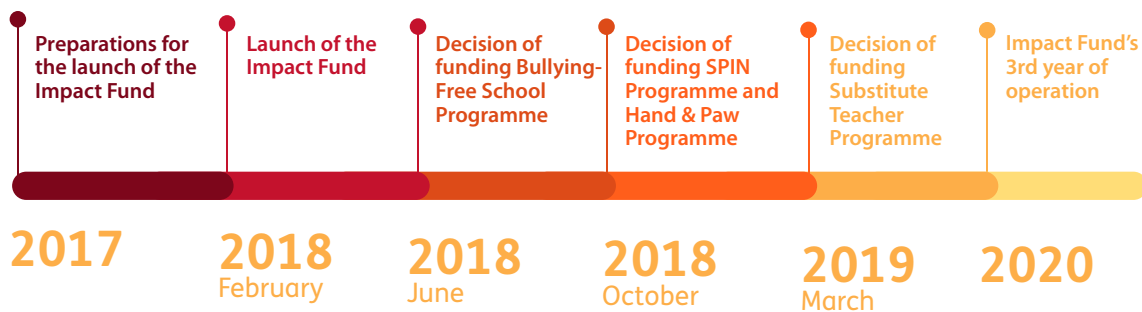 Preparations for
the launch of the
Impact Fund
Launch of the
Impact Fund
Decision of
funding Bullying-
Free School
Programme
Decision of
funding SPIN
Programme and
Hand & Paw
Programme
Decision of
funding
Substitute
Teacher
Programme
Impact Fund's
3rd year of
operation
2017
2018
February
2018
June
2018
October
2019
March
2020